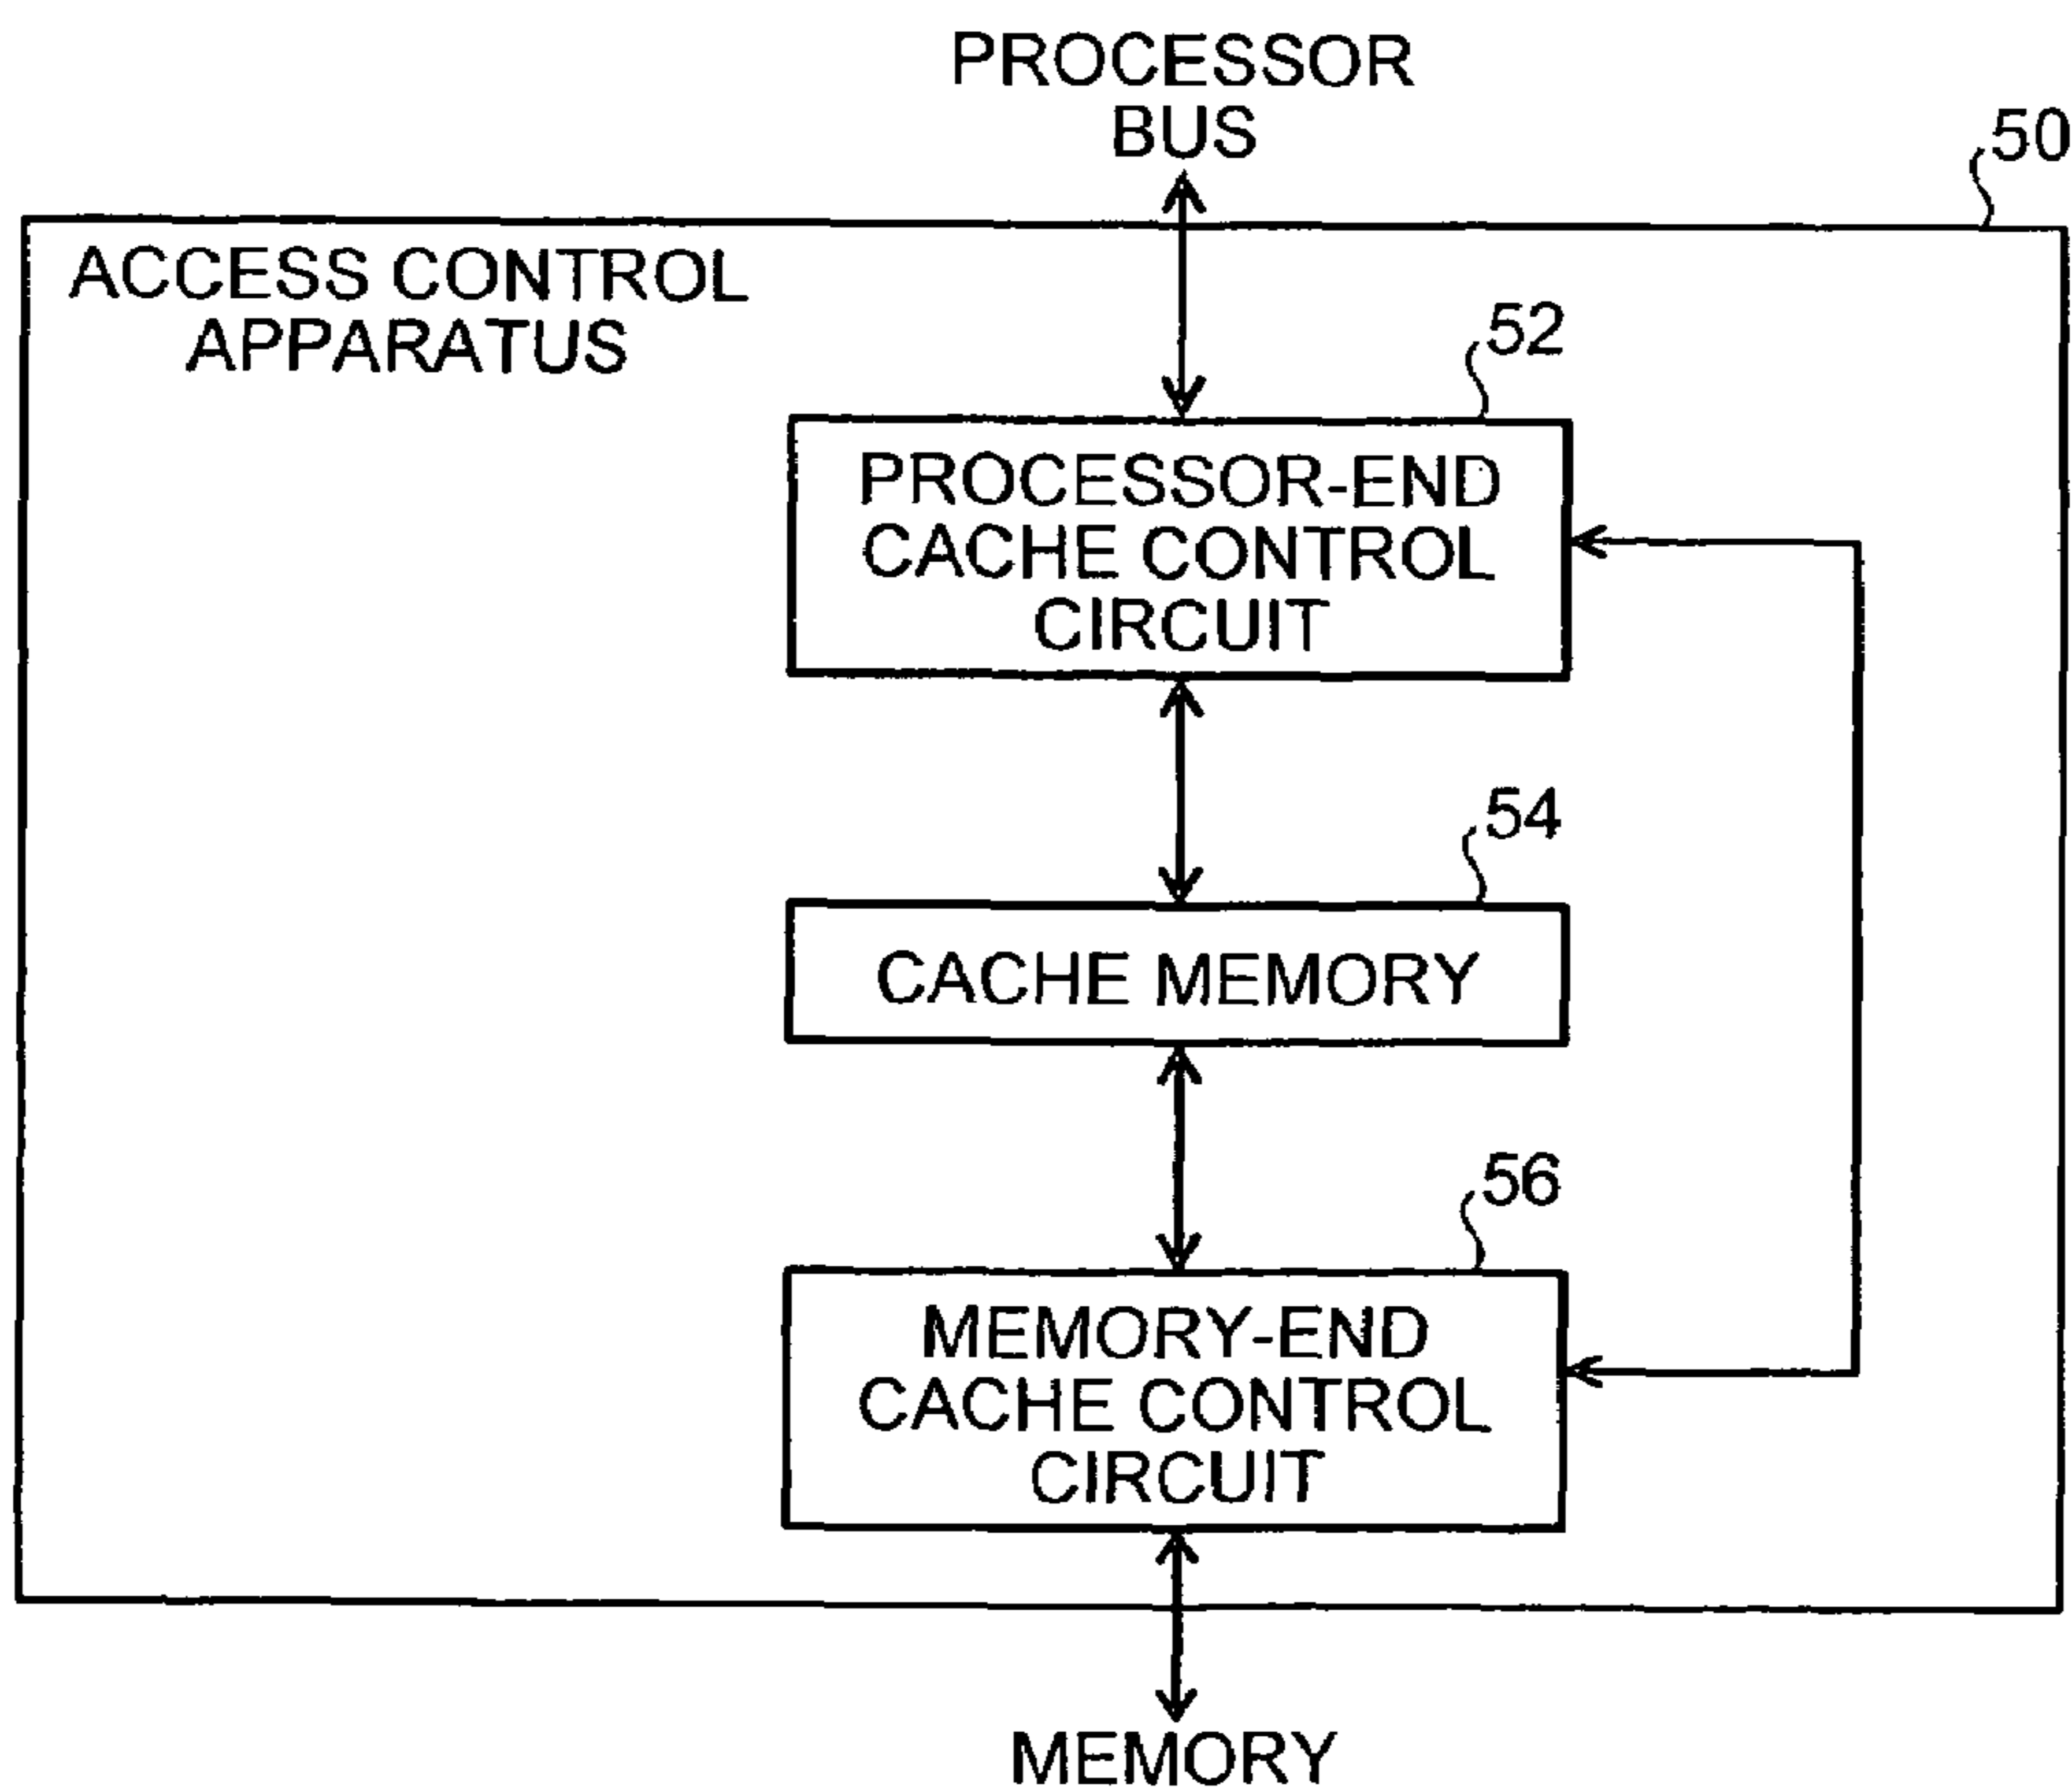 PROCESSOR
BUS
50
ACCESS CONTROL
APPARATUS
52
PROCESSOR-END
CACHE CONTROL
CIRCUIT
54
CACHE MEMORY
56
MEMORY-END
CACHE CONTROL
CIRCUIT
MEMORY